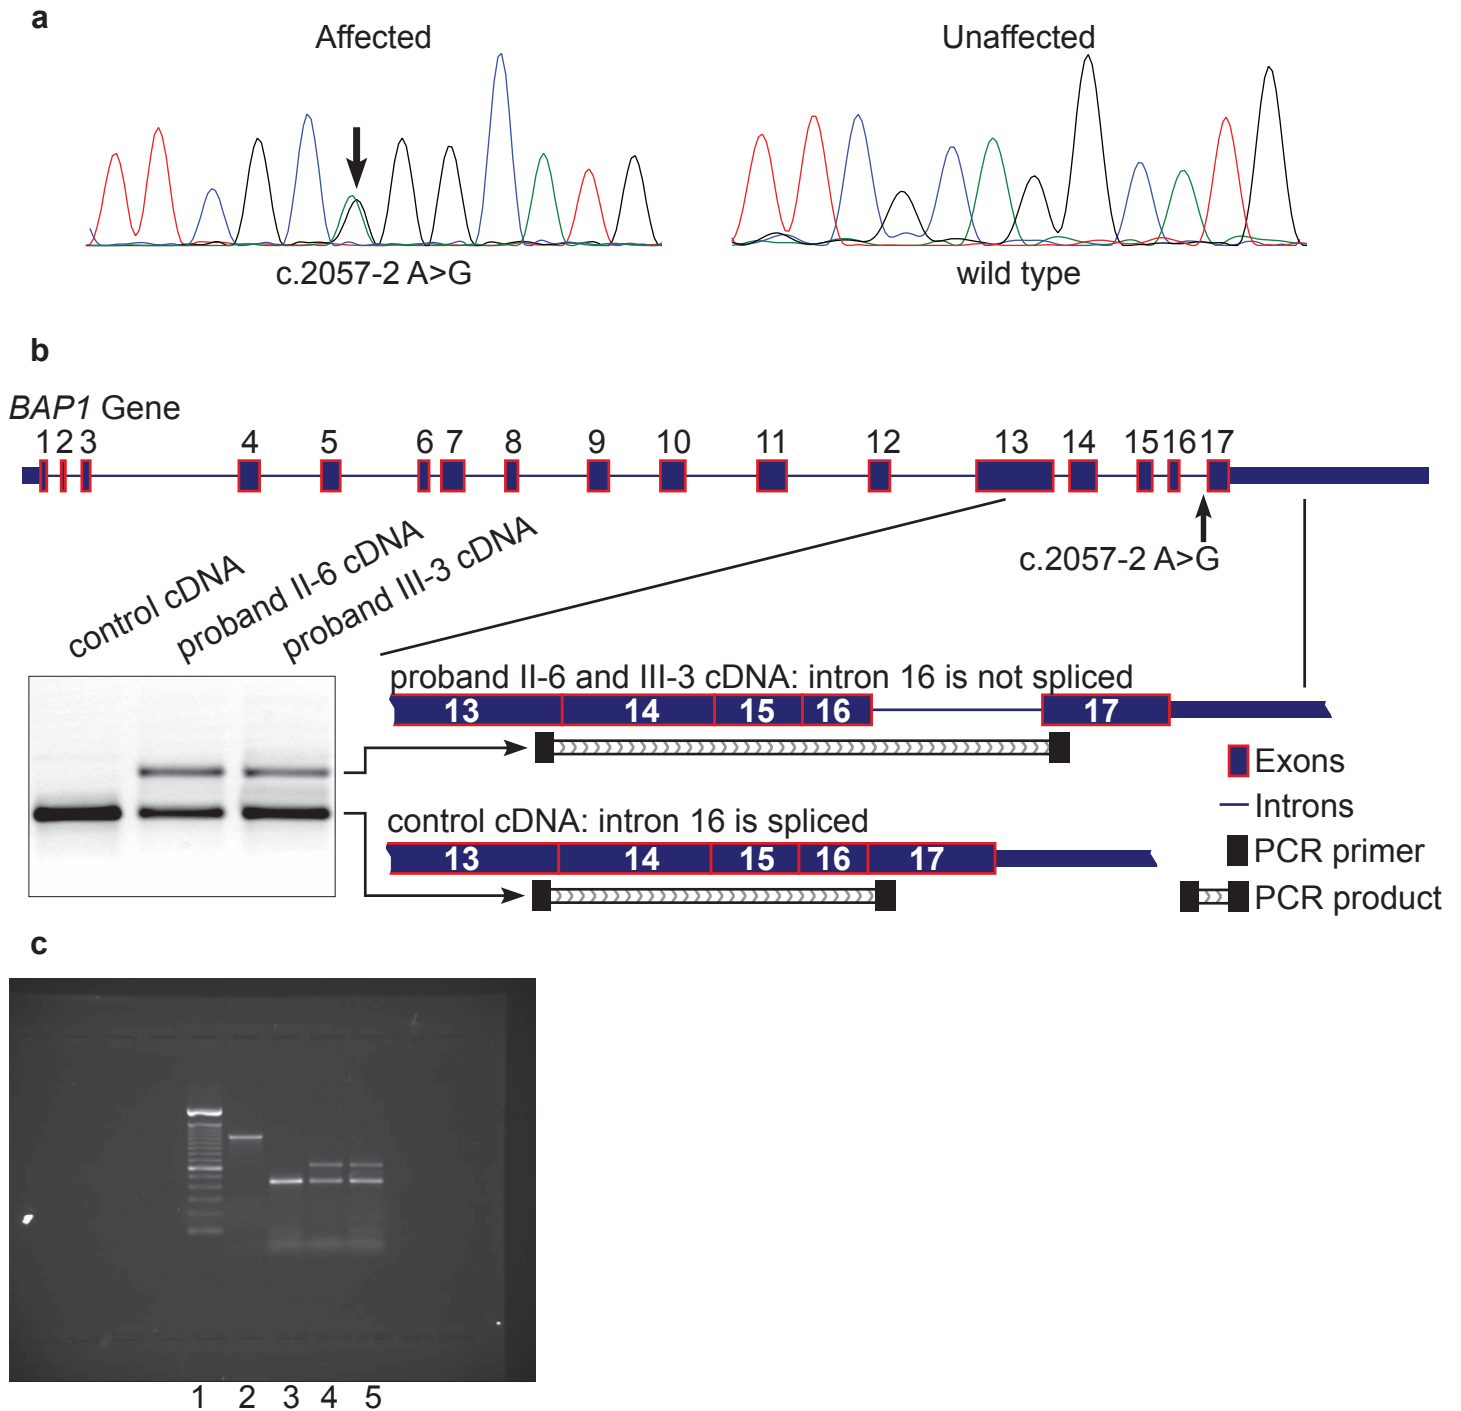 a
Affected
Unaffected
c.2057-2 A>G
wild type
b
BAP1 Gene
1 2 3 4 5 6 7 8 9 10 11 12 13 14 15 16 17
c.2057-2 A>G
control cDNA
proband II-6 cDNA
proband III-3 cDNA
proband II-6 and III-3 cDNA: intron 16 is not spliced
13 14 15 16 17
control cDNA: intron 16 is spliced
13 14 15 16 17
Exons
Introns
PCR primer
PCR product
c
1 2 3 4 5